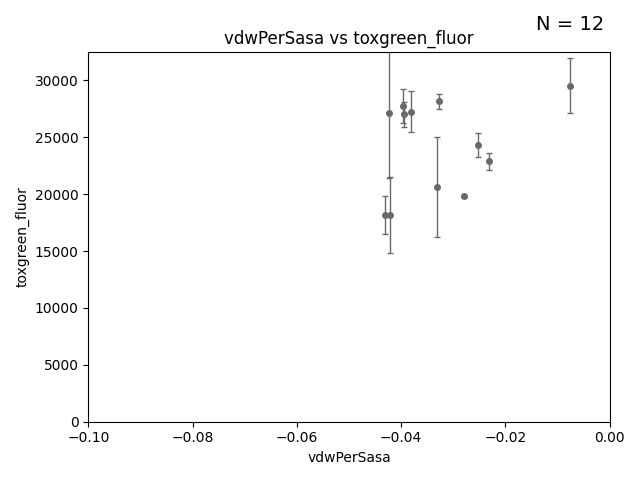 N = 12
vdwPerSasa vs toxgreen_fluor
30000
25000
20000
15000
10000
5000
0
toxgreen_fluor
−0.10 −0.08 −0.06 −0.04 −0.02 0.00
vdwPerSasa